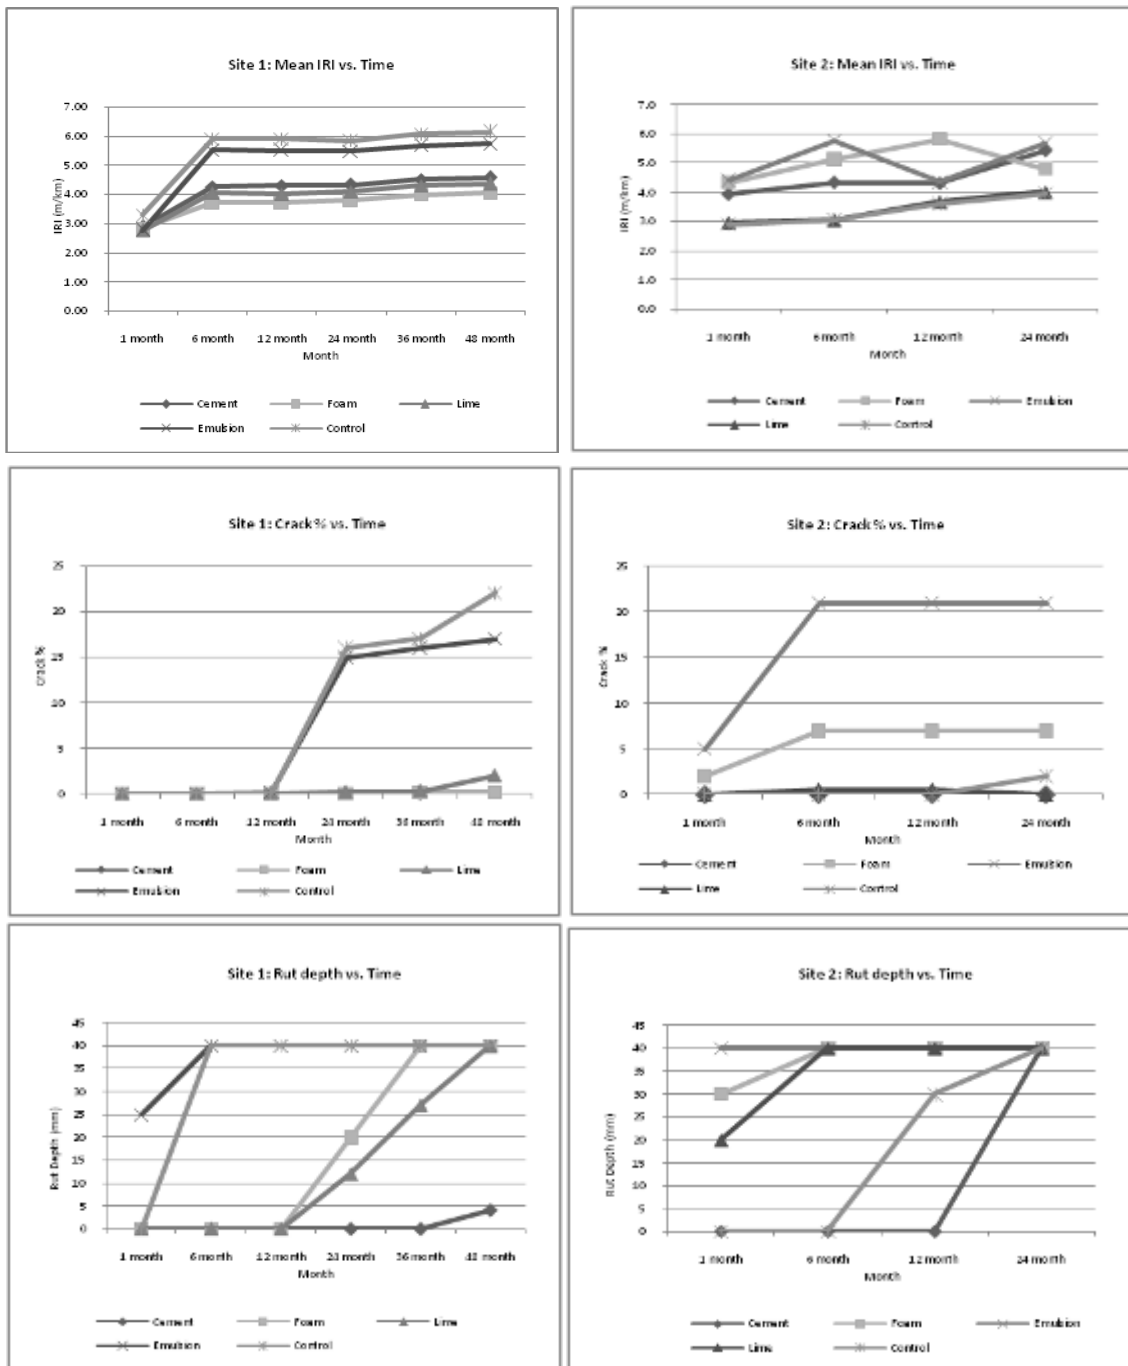 Site 1: Mean IRI vs. Time
7.00
6.00
5.00
4.00
3.00
2.00
1.00
0.00
IRI (m/km)
1 month 6 month 12 month 24 month 36 month 48 month
Month
Cement Foam Lime
Emulsion Control
Site 2: Mean IRI vs. Time
7.0
6.0
5.0
4.0
3.0
2.0
1.0
0.0
IRI (m/km)
1 month 6 month 12 month 24 month
Month
Cement Foam Emulsion
Lime Control
Site 1: Crack % vs. Time
25
20
15
10
5
0
Crack %
1 month 6 month 12 month 24 month 36 month 48 month
Month
Cement Foam Lime
Emulsion Control
Site 2: Crack % vs. Time
25
20
15
10
5
0
Crack %
1 month 6 month 12 month 24 month
Month
Cement Foam Emulsion
Lime Control
Site 1: Rut depth vs. Time
45
40
35
30
25
20
15
10
5
0
Rut Depth (mm)
1 month 6 month 12 month 24 month 36 month 48 month
Month
Cement Foam Lime
Emulsion Control
Site 2: Rut depth vs. Time
45
40
35
30
25
20
15
10
5
0
Rut Depth (mm)
1 month 6 month 12 month 24 month
Month
Cement Foam Emulsion
Lime Control